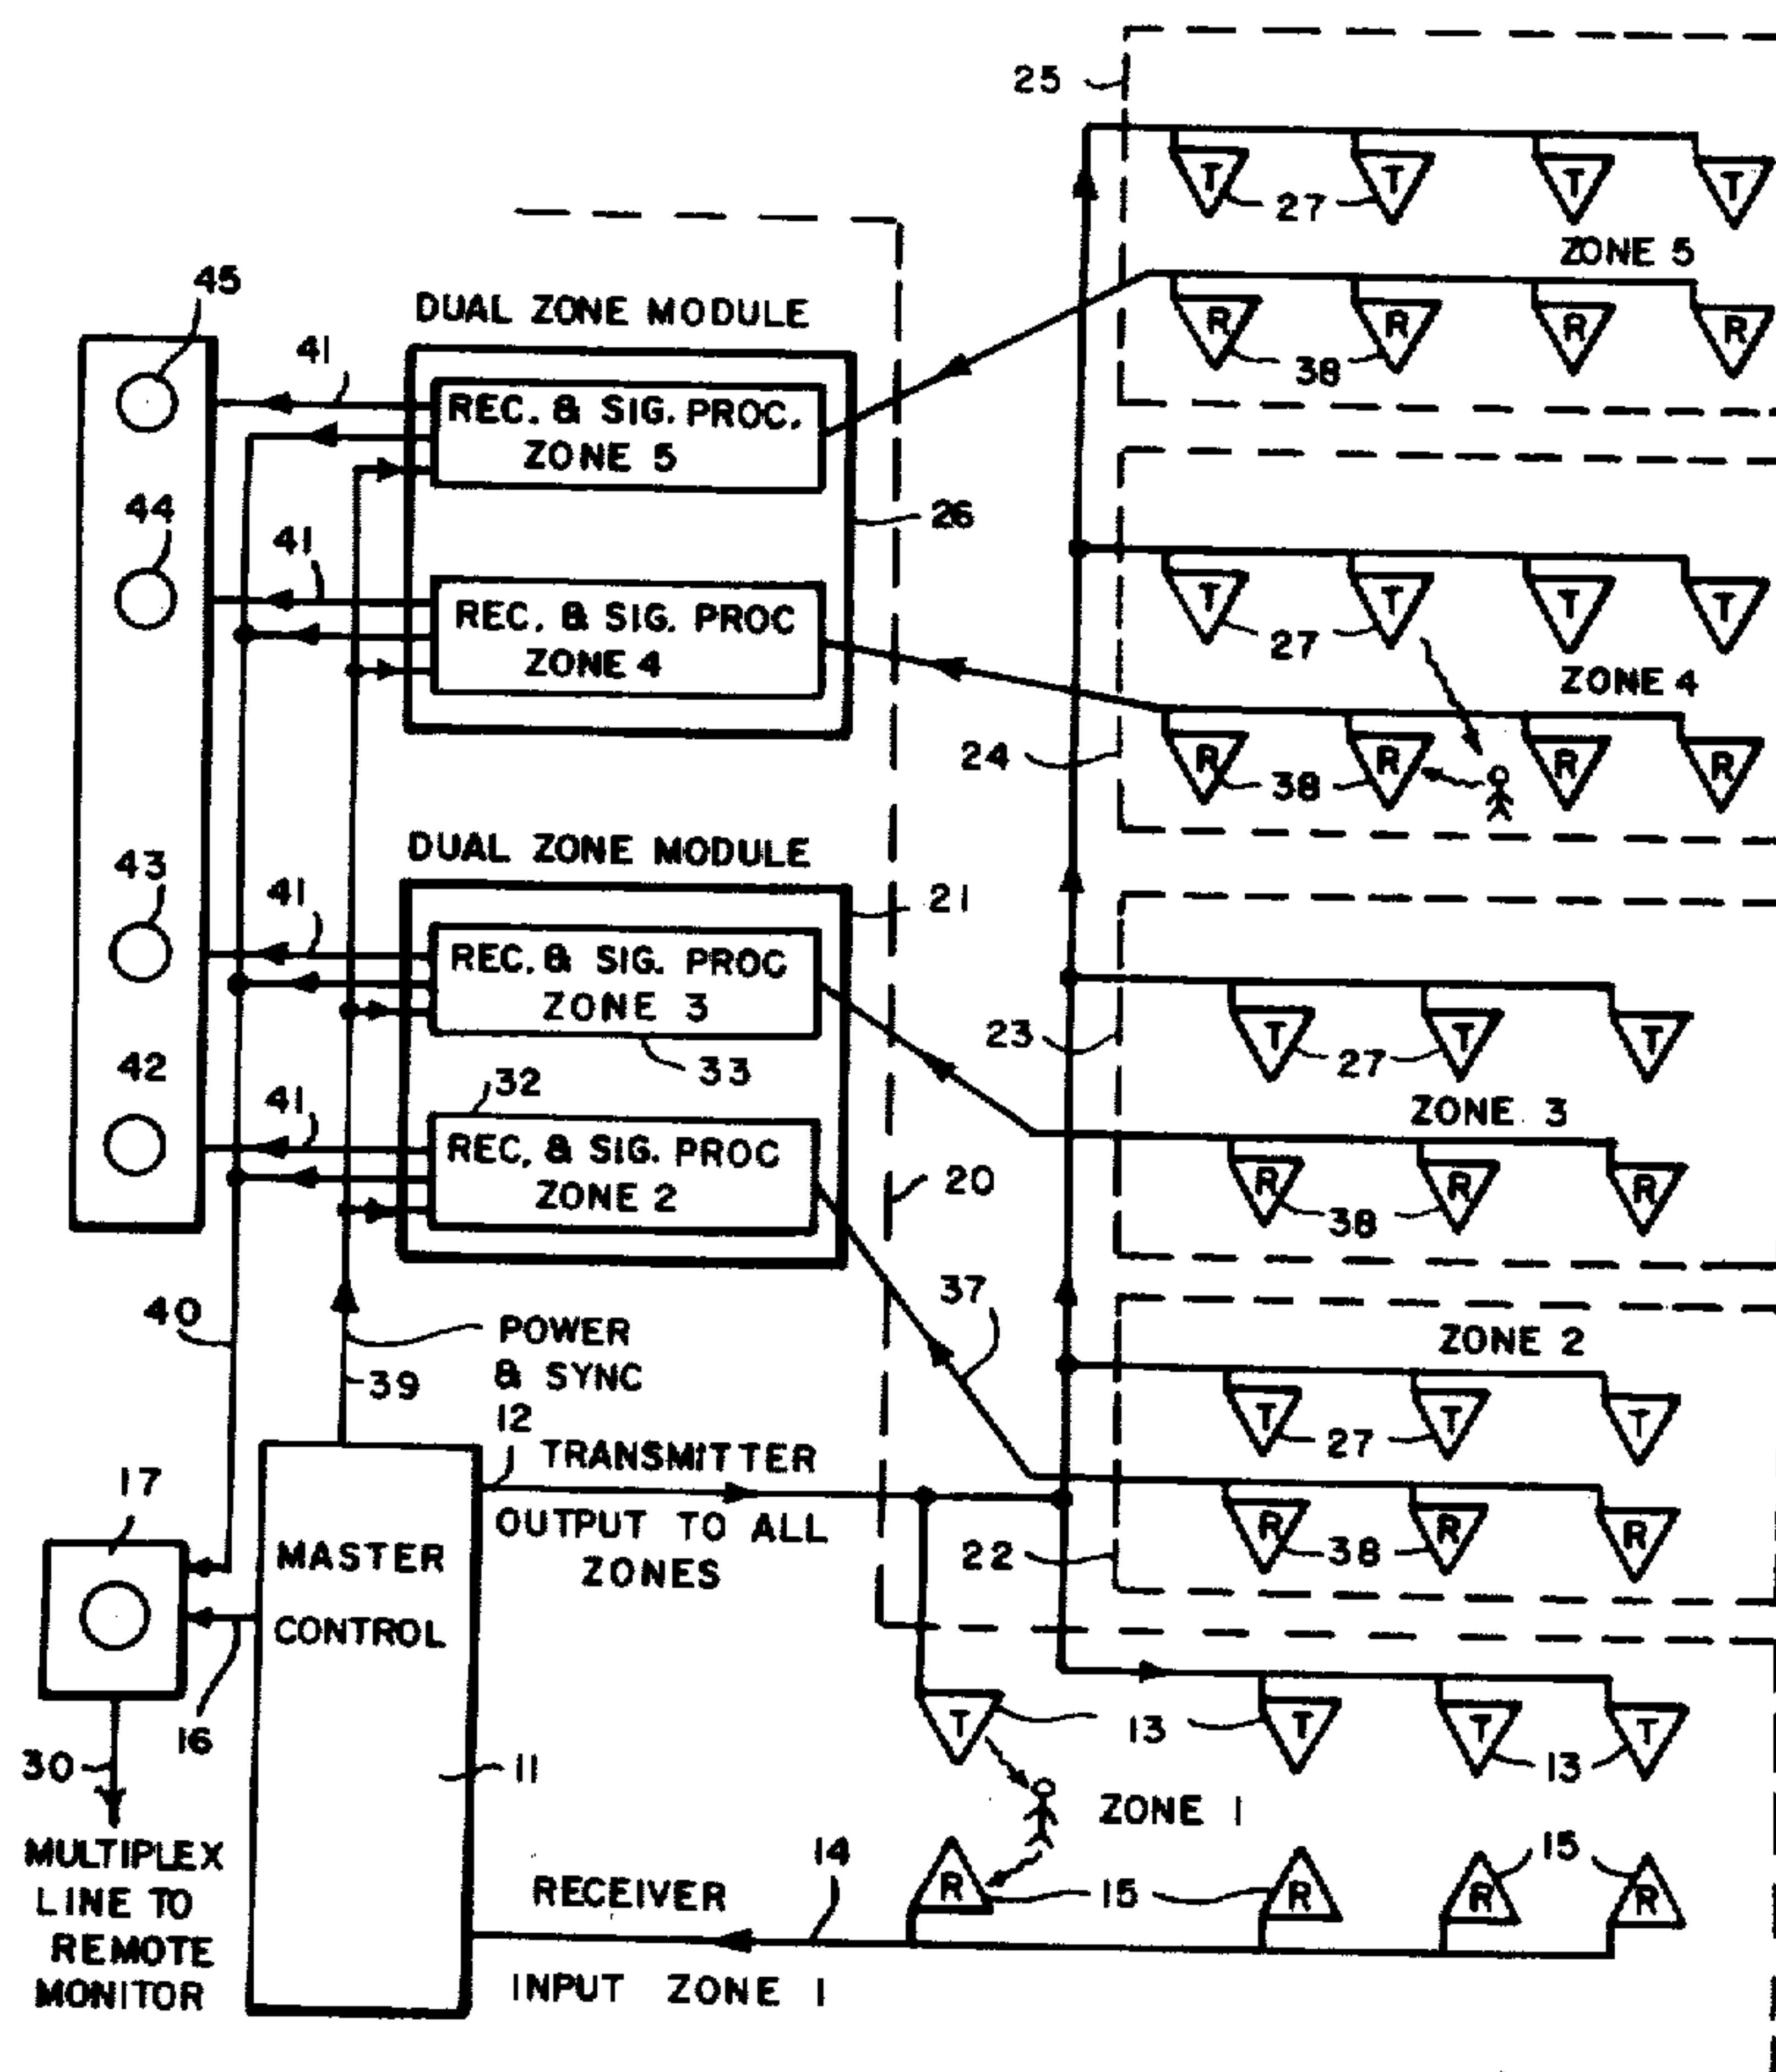 25
T T T T
27
ZONE 5
45
R R R R
38
DUAL ZONE MODULE
41
REC. & SIG. PROC.
ZONE 5
44
26
41
T T T T
27
REC. & SIG. PROC
ZONE 4
ZONE 4
24
R R R R
38
43
DUAL ZONE MODULE
41
21
REC. & SIG. PROC
ZONE 3
23
T T T
27
33
42
32
ZONE 3
41
REC. & SIG. PROC
ZONE 2
20
R R R
38
37
40
POWER
& SYNC
39
ZONE 2
12
T T T
27
17
TRANSMITTER
OUTPUT TO ALL
ZONES
22
R R R
38
MASTER
CONTROL
16
T T T T
13
13
30
11
ZONE 1
MULTIPLEX
LINE TO
REMOTE
MONITOR
14
15
RECEIVER
R R R R
15
INPUT ZONE 1